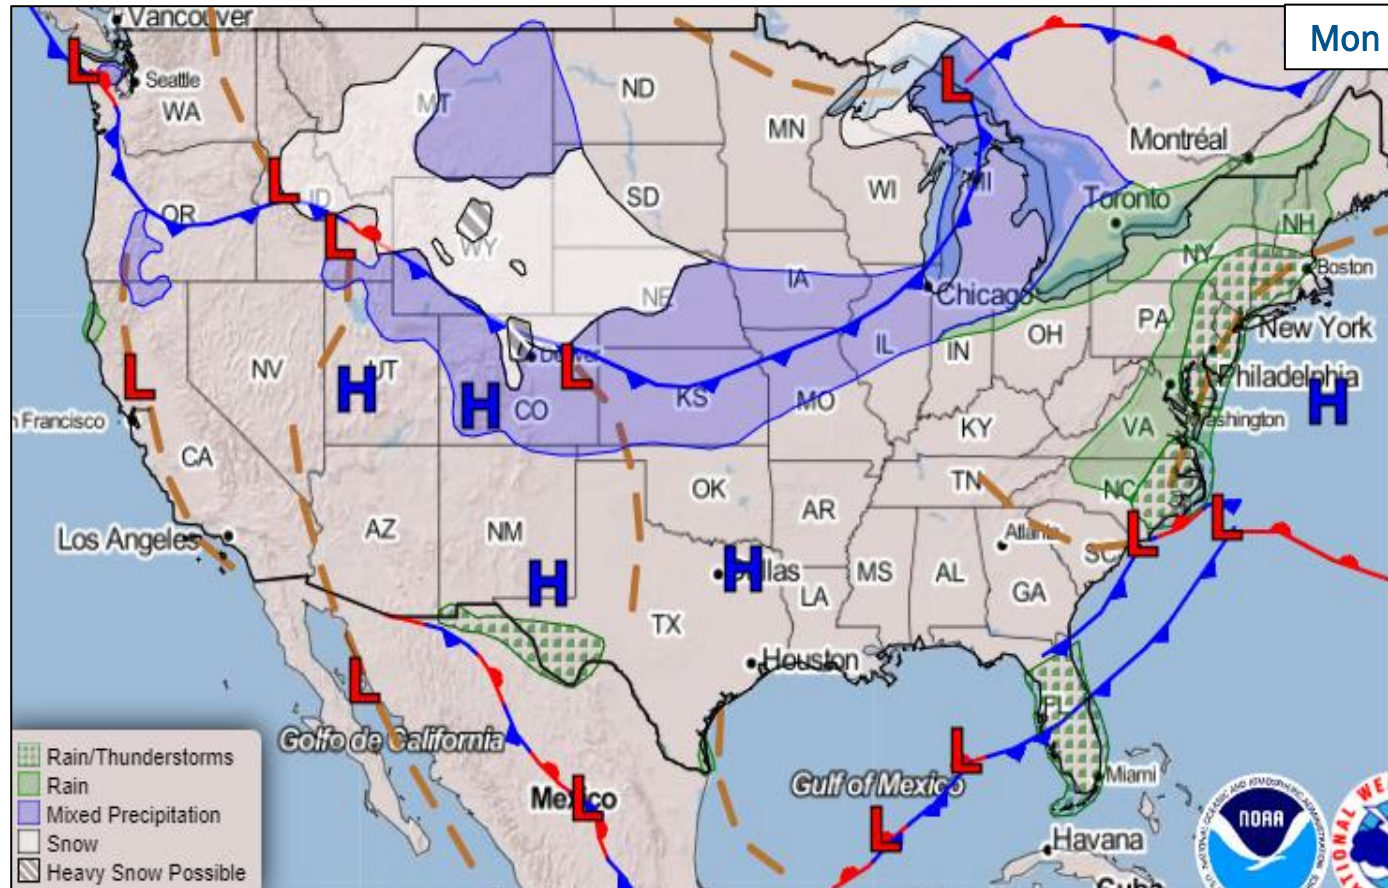 Mon
Vancouver
Seattle
WA
MT
ND
MN
Montréal
OR
ID
SD
WI
MI
Toronto
NH
WY
NY
Boston
IA
NE
Chicago
PA
New York
OH
IL
IN
Denver
NV
UT
Philadelphia
CO
KS
MO
Washington
n Francisco
KY
VA
CA
TN
NC
OK
AR
Los Angeles
AZ
NM
Atlanta
SC
Dallas
MS
AL
GA
LA
TX
Houston
FL
Golfo de California
Gulf of Mexico
Miami
Mexico
Havana
Cuba
L
L
L
L
L
L
L
L
L
L
L
L
H
H
H
H
H
Rain/Thunderstorms
Rain
Mixed Precipitation
Snow
Heavy Snow Possible
NOAA